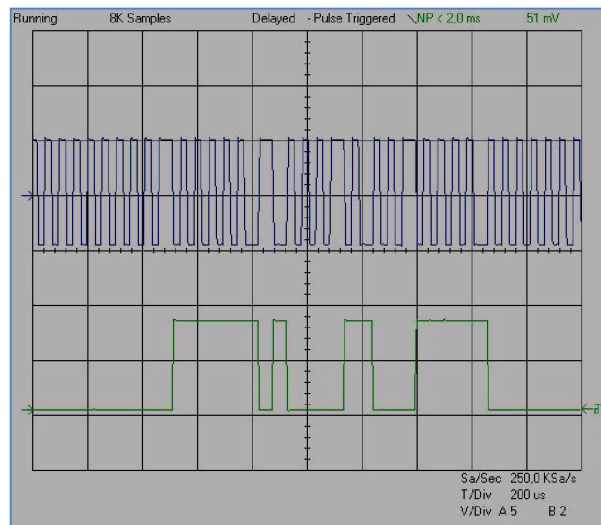 Running 8K Samples Delayed - Pulse Triggered NP < 2,0 ms 51 mV
Sa/Sec 250,0 KSa/s
T/Div 200 us
V/Div A 5 B 2